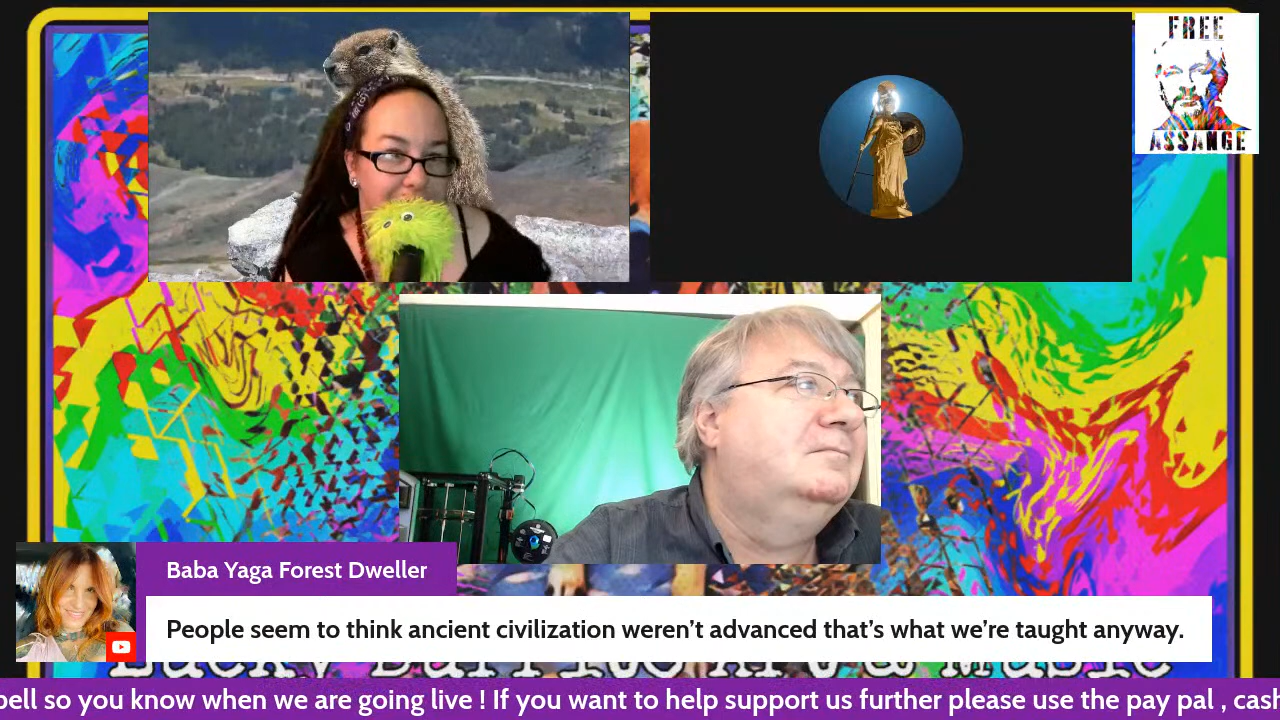 FREE
ASSANGE
Baba Yaga Forest Dweller
People seem to think ancient civilization weren’t advanced that’s what we’re taught anyway.
bell so you know when we are going live ! If you want to help support us further please use the pay pal , cash